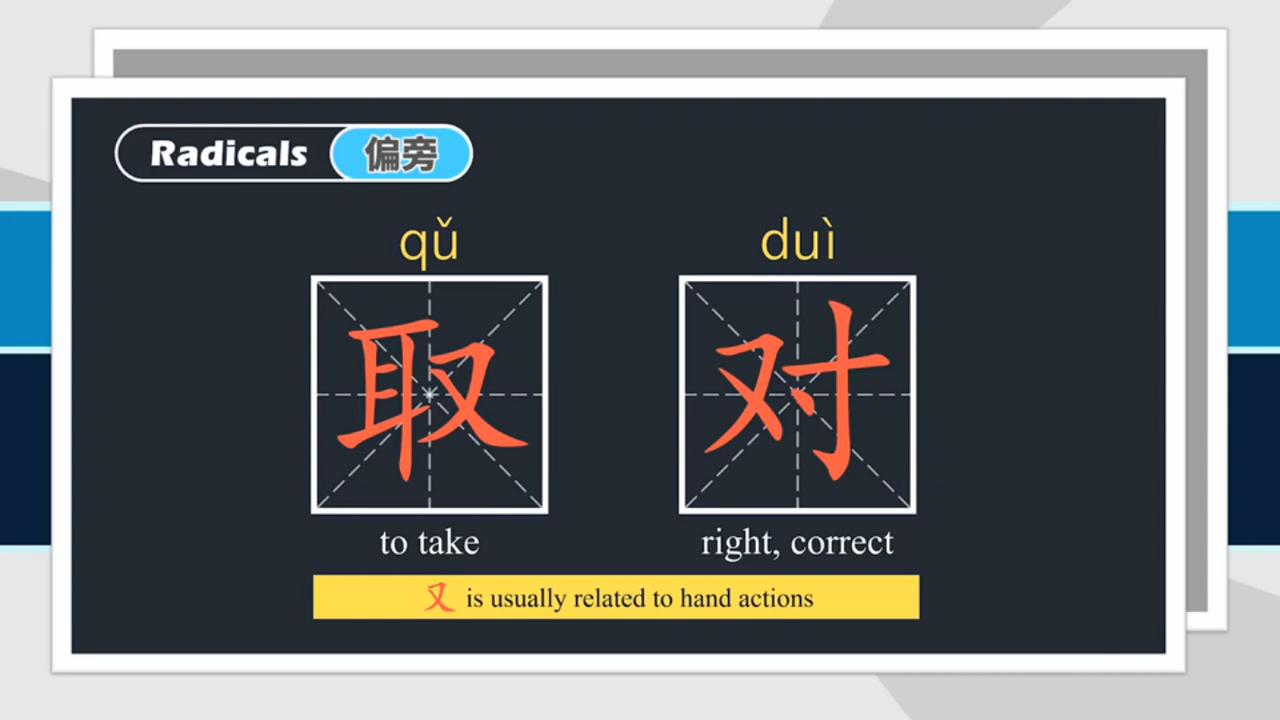 Radicals 偏旁
qǔ duì
取 对
to take right, correct
又 is usually related to hand actions